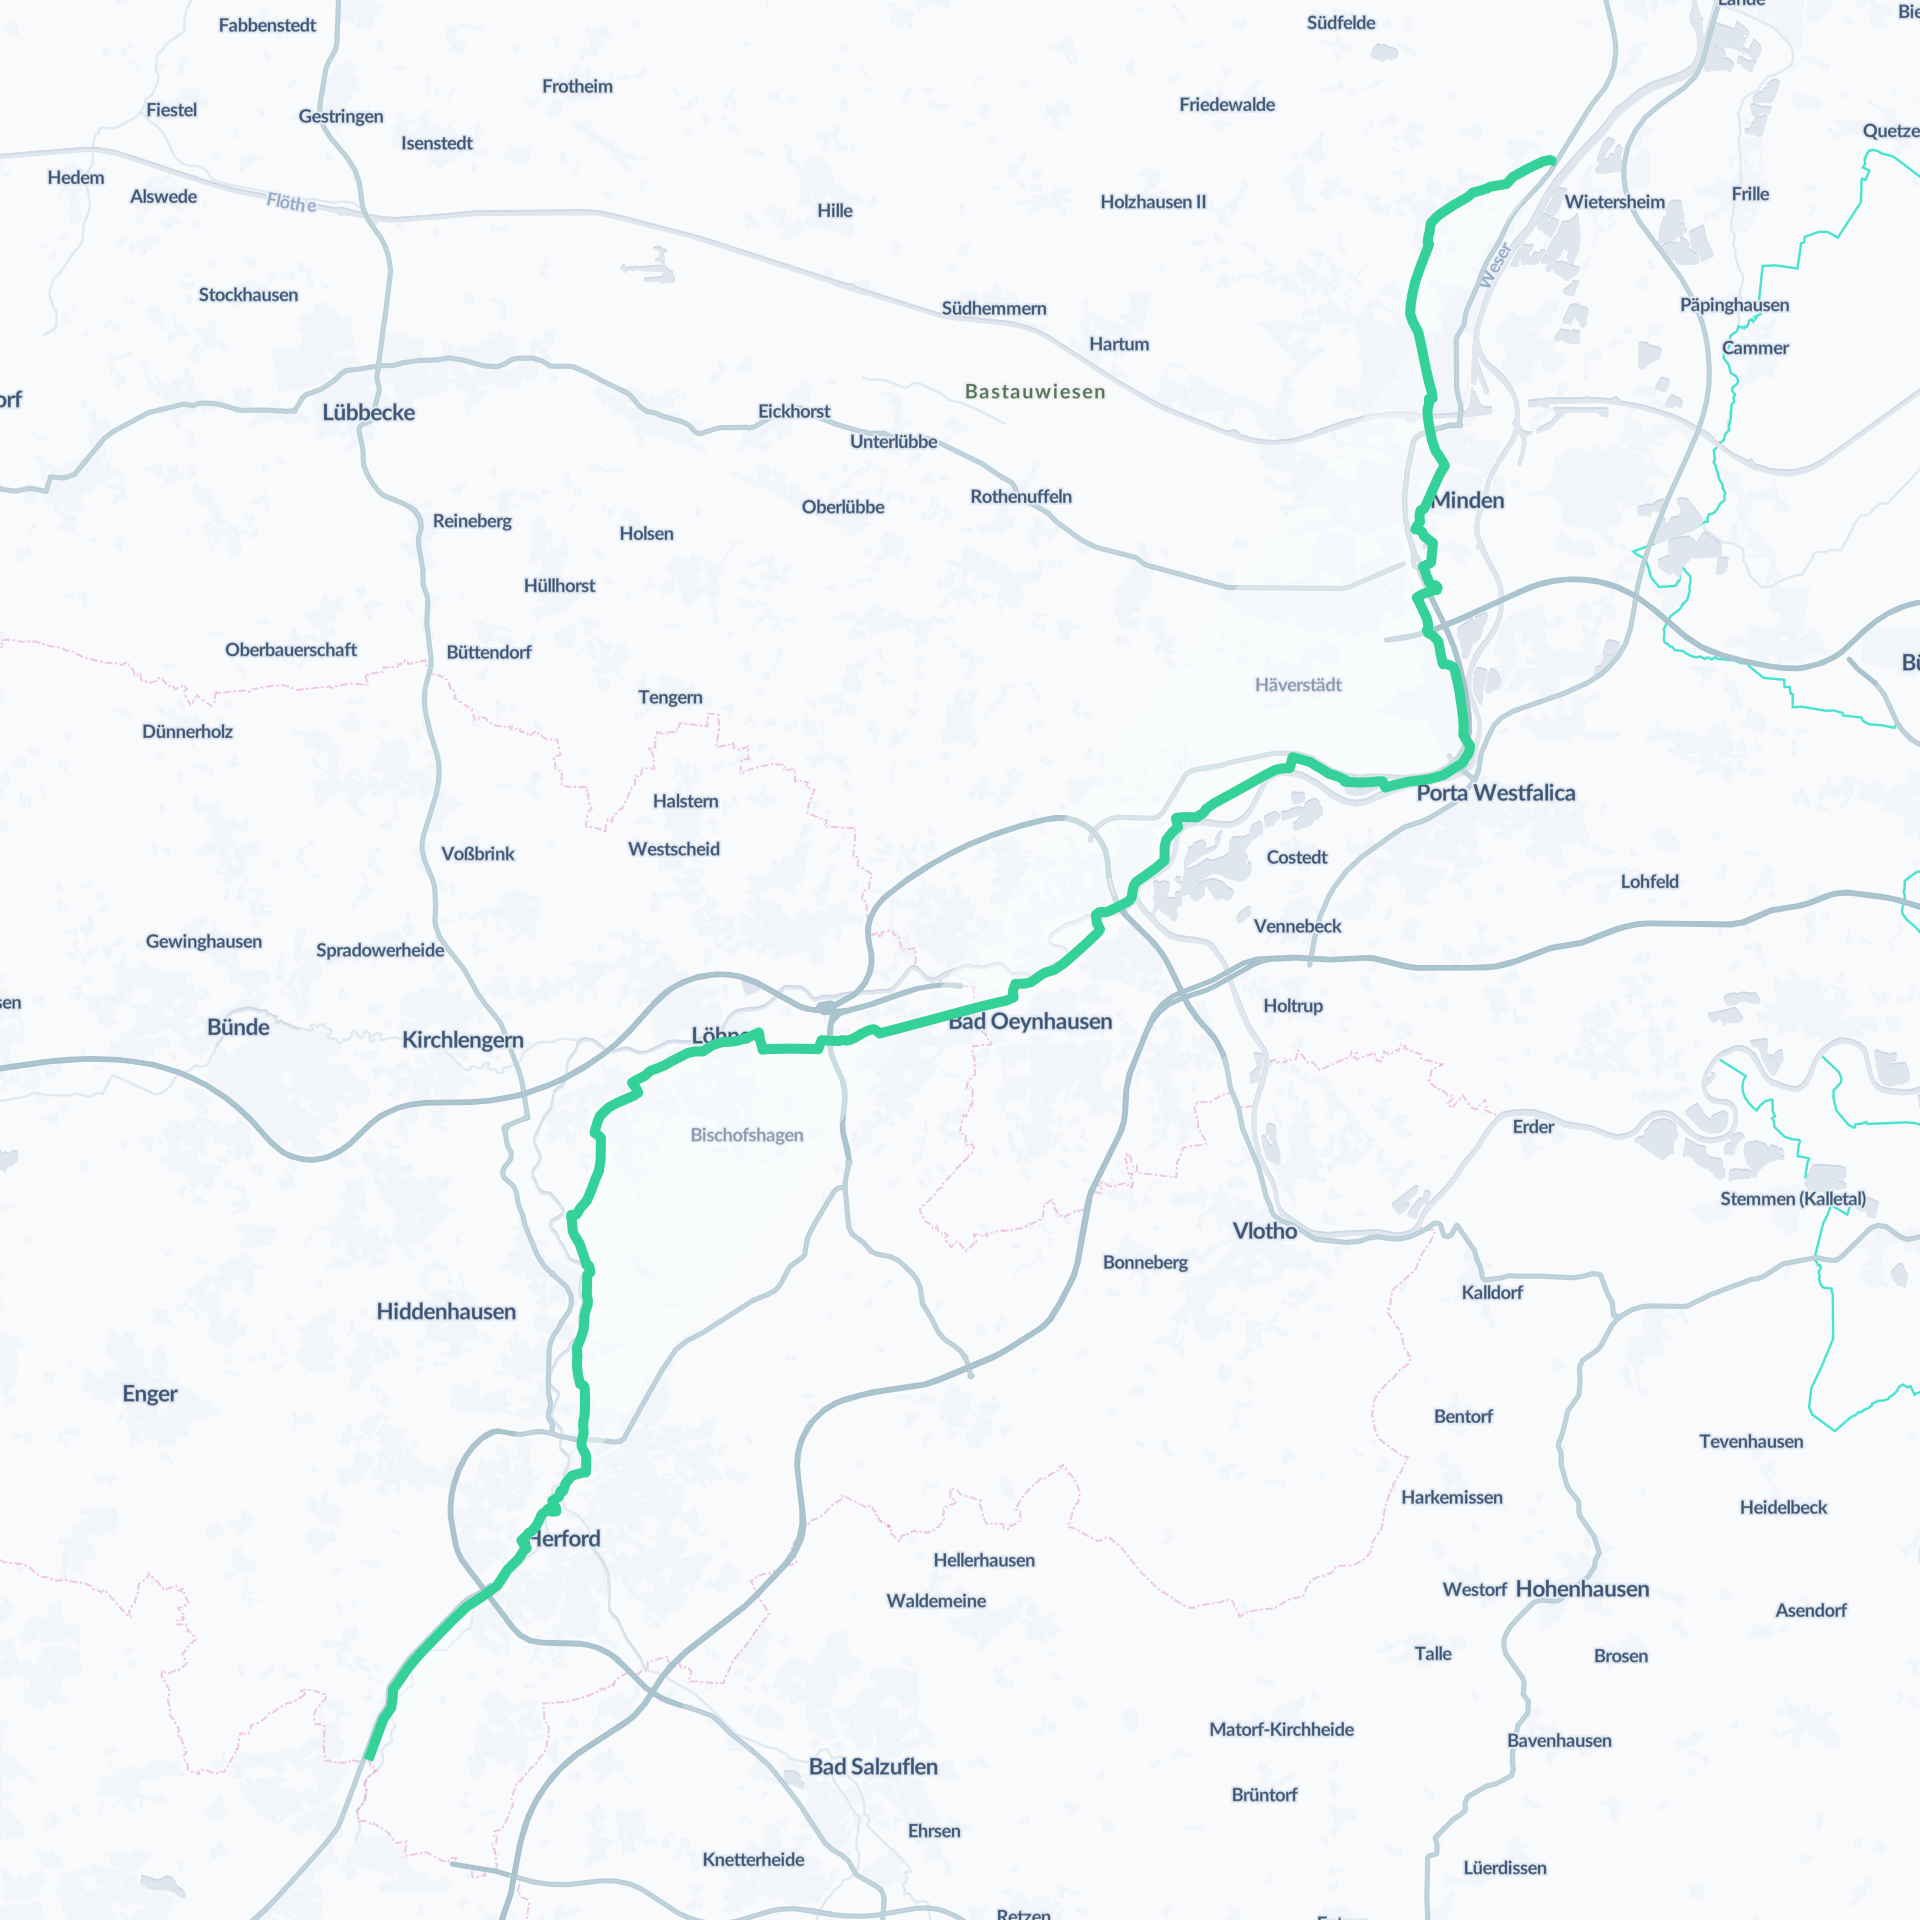 Lande
Südfelde
Fabbenstedt
Frotheim
Friedewalde
Fiestel
Gestringen
Isenstedt
Hedem
Alswede
Flöthe
Hille
Holzhausen II
Wietersheim
Frille
Weser
Stockhausen
Südhemmern
Päpinghausen
Hartum
Cammer
Bastauwiesen
Lübbecke
Eickhorst
Unterlübbe
Rothenuffeln
Minden
Oberlübbe
Reineberg
Holsen
Hüllhorst
Oberbauerschaft
Büttendorf
Häverstädt
Tengern
Dünnerholz
Porta Westfalica
Halstern
Westscheid
Voßbrink
Costedt
Lohfeld
Vennebeck
Gewinghausen
Spradowerheide
Holtrup
Bünde
Kirchlengern
Löhne
Bad Oeynhausen
Bischofshagen
Erder
Stemmen (Kalletal)
Vlotho
Bonneberg
Kalldorf
Hiddenhausen
Enger
Bentorf
Tevenhausen
Harkemissen
Heidelbeck
Herford
Hellerhausen
Waldemeine
Westorf
Hohenhausen
Asendorf
Talle
Brosen
Matorf-Kirchheide
Bavenhausen
Bad Salzuflen
Brüntorf
Ehrsen
Knetterheide
Lüerdissen
Retzen